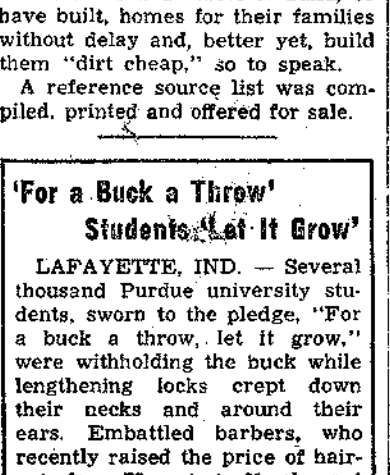 have built, homes for their families
without delay and, better yet, build
them "dirt cheap," so to speak.
A reference source list was com-
piled, printed and offered for sale.
'For a Buck a Throw'
Students 'Let It Grow'
LAFAYETTE, IND. — Several
thousand Purdue university stu-
dents, sworn to the pledge, "For
a buck a throw, let it grow,"
were withholding the buck while
lengthening locks crept down
their necks and around their
ears. Embattled barbers, who
recently raised the price of hair-